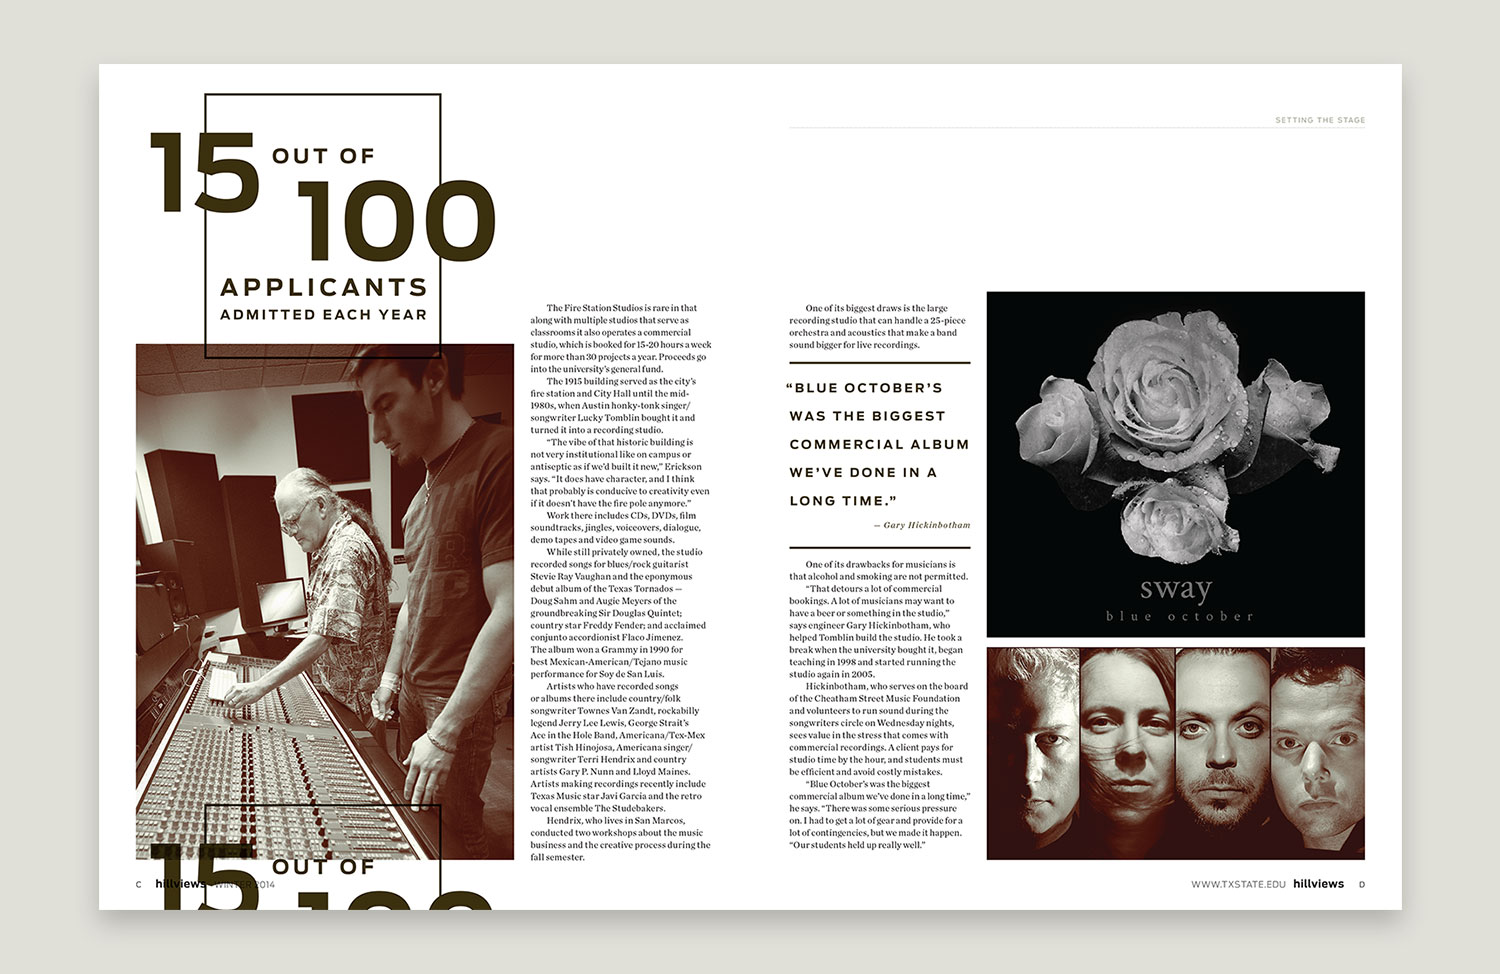 15 OUT OF
100
APPLICANTS
ADMITTED EACH YEAR
The Fire Station Studios is rare in that
along with multiple studios that serve as
classrooms it also operates a commercial
studio, which is booked for 15-20 hours a week
for more than 30 projects a year. Proceeds go
into the university's general fund.
The 1915 building served as the city's
fire station and City Hall until the mid-
1980s, when Austin honky-tonk singer/
songwriter Lucky Tomblin bought it and
turned it into a recording studio.
“The vibe of that historic building is
not very institutional like on campus or
antiseptic as if we'd built it new,” Erickson
says. “It does have character, and I think
that probably is conducive to creativity even
if it doesn't have the fire pole anymore.”
Work there includes CDs, DVDs, film
soundtracks, jingles, voiceovers, dialogue,
demo tapes and video game sounds.
While still privately owned, the studio
recorded songs for blues/rock guitarist
Stevie Ray Vaughan and the eponymous
debut album of the Texas Tornados —
Doug Sahm and Augie Meyers of the
groundbreaking Sir Douglas Quintet;
country star Freddy Fender; and acclaimed
conjunto accordionist Flaco Jimenez.
The album won a Grammy in 1990 for
best Mexican-American/Tejano music
performance for Soy de San Luis.
Artists who have recorded songs
or albums there include country/folk
songwriter Townes Van Zandt, rockabilly
legend Jerry Lee Lewis, George Strait's
Ace in the Hole Band, Americana/Tex-Mex
artist Tish Hinojosa, Americana singer/
songwriter Terri Hendrix and country
artists Gary P. Nunn and Lloyd Maines.
Artists making recordings recently include
Texas Music star Javi Garcia and the retro
vocal ensemble The Studebakers.
Hendrix, who lives in San Marcos,
conducted two workshops about the music
business and the creative process during the
fall semester.
15 OUT OF
100
C hillviews WINTER 2014
SETTING THE STAGE
One of its biggest draws is the large
recording studio that can handle a 25-piece
orchestra and acoustics that make a band
sound bigger for live recordings.
“BLUE OCTOBER'S
WAS THE BIGGEST
COMMERCIAL ALBUM
WE'VE DONE IN A
LONG TIME.”
— Gary Hickinbotham
One of its drawbacks for musicians is
that alcohol and smoking are not permitted.
“That detours a lot of commercial
bookings. A lot of musicians may want to
have a beer or something in the studio,”
says engineer Gary Hickinbotham, who
helped Tomblin build the studio. He took a
break when the university bought it, began
teaching in 1998 and started running the
studio again in 2005.
Hickinbotham, who serves on the board
of the Cheatham Street Music Foundation
and volunteers to run sound during the
songwriters circle on Wednesday nights,
sees value in the stress that comes with
commercial recordings. A client pays for
studio time by the hour, and students must
be efficient and avoid costly mistakes.
“Blue October's was the biggest
commercial album we've done in a long time,”
he says. “There was some serious pressure
on. I had to get a lot of gear and provide for a
lot of contingencies, but we made it happen.
“Our students held up really well.”
sway
blue october
WWW.TXSTATE.EDU hillviews D